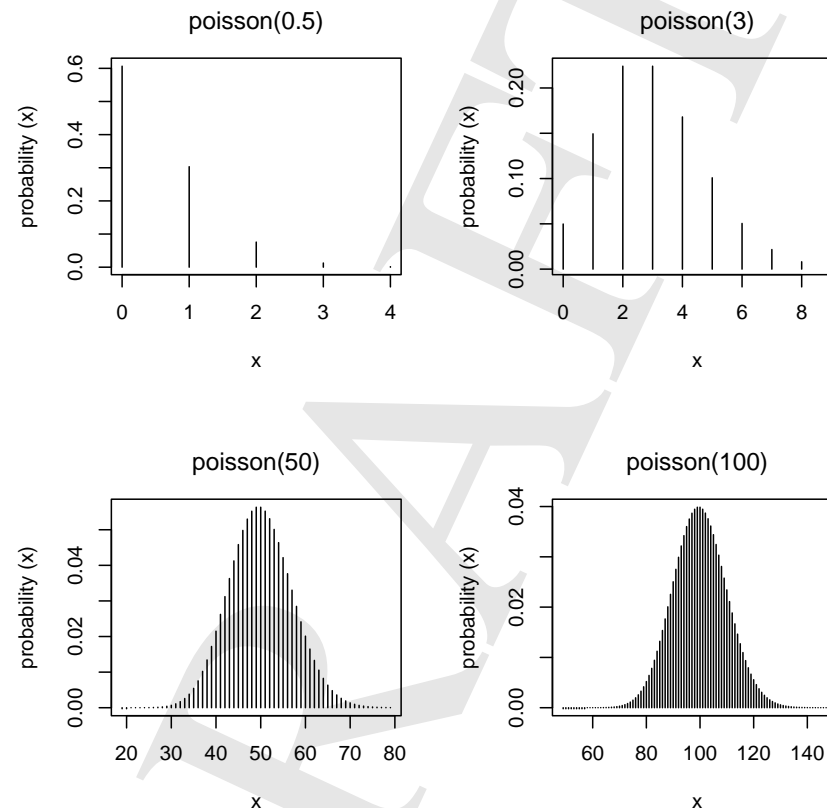 poisson(0.5)
probability (x)
0.0 0.2 0.4 0.6
0 1 2 3 4
x
poisson(3)
probability (x)
0.00 0.10 0.20
0 2 4 6 8
x
poisson(50)
probability (x)
0.00 0.02 0.04
20 30 40 50 60 70 80
x
poisson(100)
probability (x)
0.00 0.02 0.04
60 80 100 120 140
x
RAFT